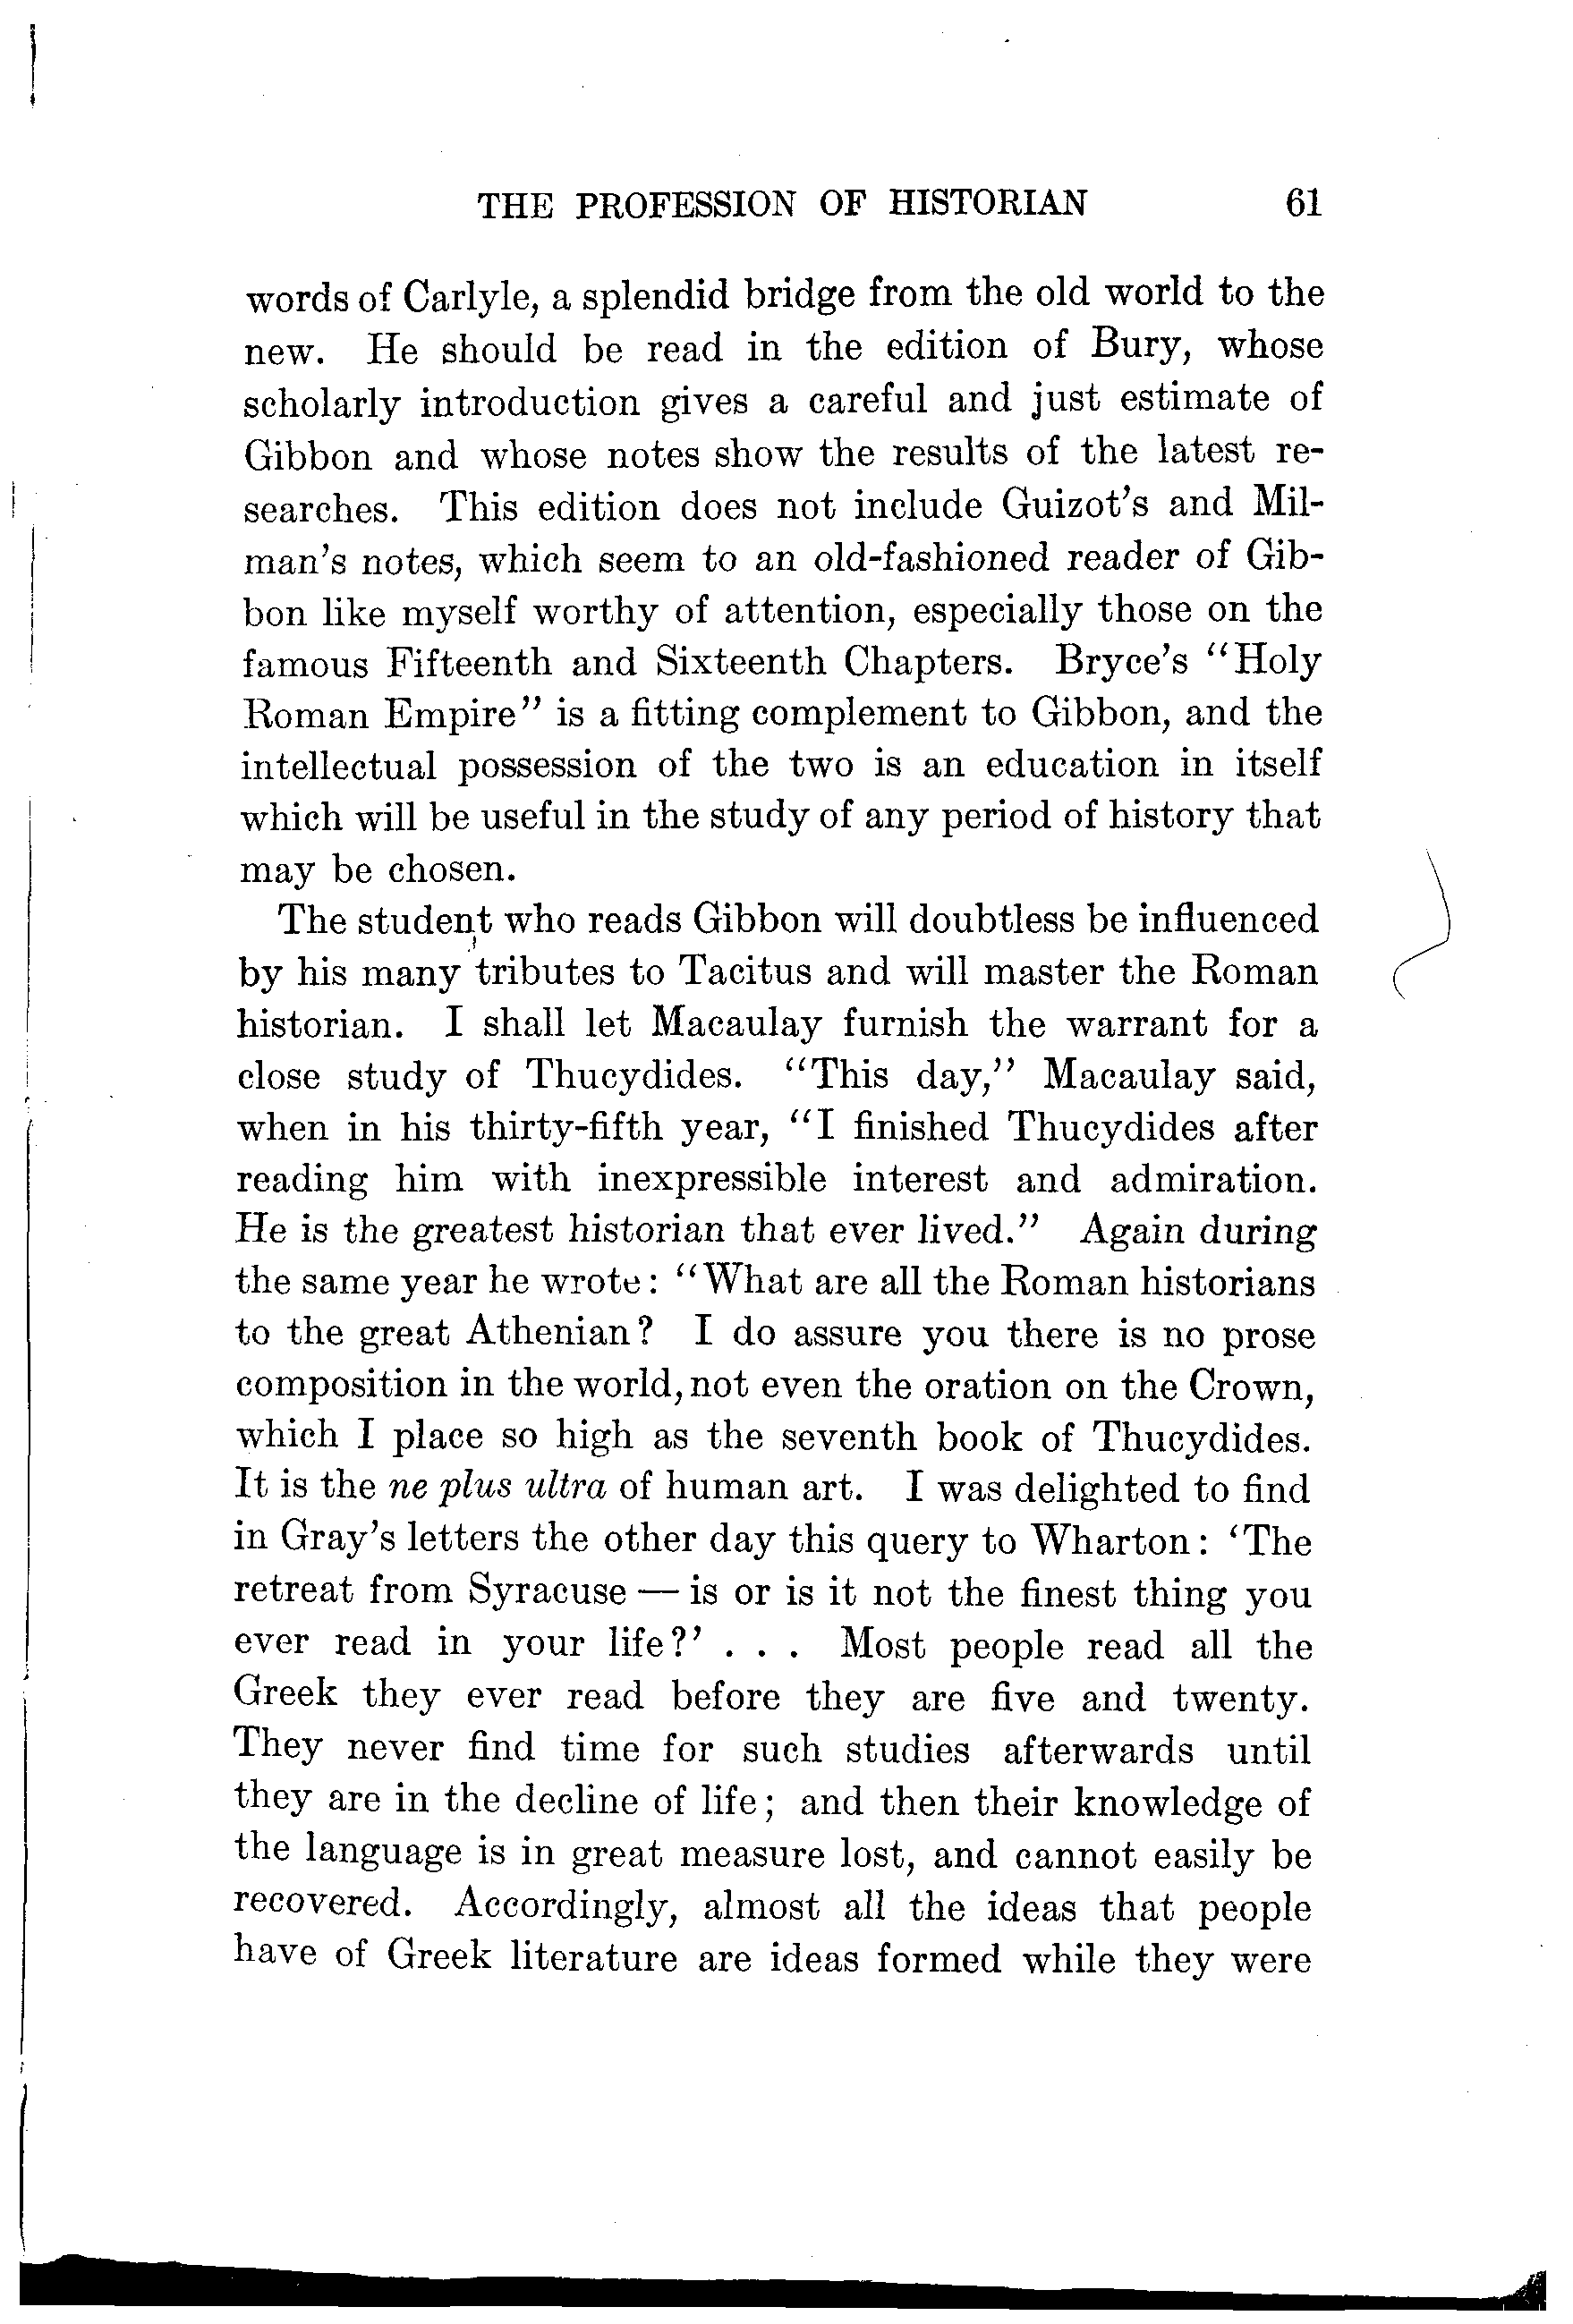 THE PROFESSION OF HISTORIAN 61
words of Carlyle, a splendid bridge from the old world to the
new. He should be read in the edition of Bury, whose
scholarly introduction gives a careful and just estimate of
Gibbon and whose notes show the results of the latest re-
searches. This edition does not include Guizot's and Mil-
man's notes, which seem to an old-fashioned reader of Gib-
bon like myself worthy of attention, especially those on the
famous Fifteenth and Sixteenth Chapters. Bryce's "Holy
Roman Empire" is a fitting complement to Gibbon, and the
intellectual possession of the two is an education in itself
which will be useful in the study of any period of history that
may be chosen.
The student who reads Gibbon will doubtless be influenced
by his many tributes to Tacitus and will master the Roman
historian. I shall let Macaulay furnish the warrant for a
close study of Thucydides. "This day," Macaulay said,
when in his thirty-fifth year, "I finished Thucydides after
reading him with inexpressible interest and admiration.
He is the greatest historian that ever lived." Again during
the same year he wrote: "What are all the Roman historians
to the great Athenian? I do assure you there is no prose
composition in the world, not even the oration on the Crown,
which I place so high as the seventh book of Thucydides.
It is the ne plus ultra of human art. I was delighted to find
in Gray's letters the other day this query to Wharton: 'The
retreat from Syracuse — is or is it not the finest thing you
ever read in your life?' . . . Most people read all the
Greek they ever read before they are five and twenty.
They never find time for such studies afterwards until
they are in the decline of life; and then their knowledge of
the language is in great measure lost, and cannot easily be
recovered. Accordingly, almost all the ideas that people
have of Greek literature are ideas formed while they were